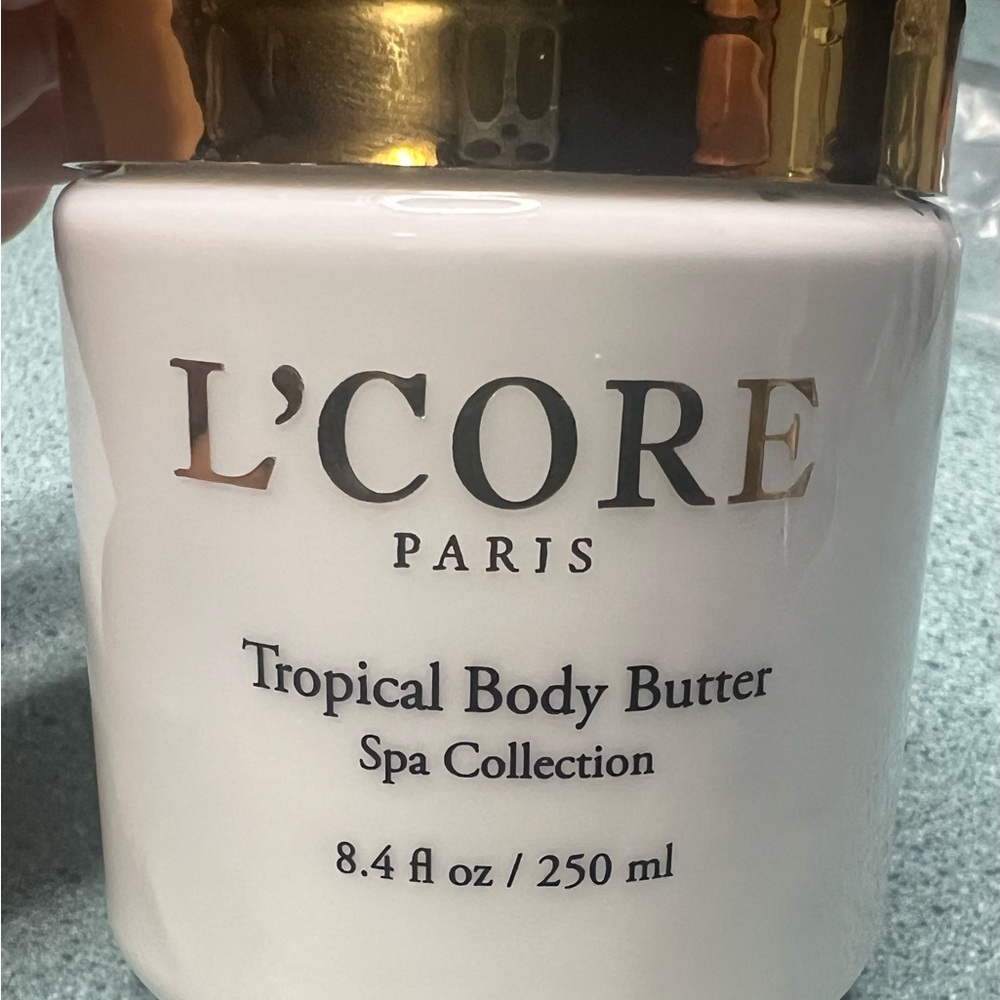 L'CORE
PARIS
Tropical Body Butter
Spa Collection
8.4 fl oz / 250 ml